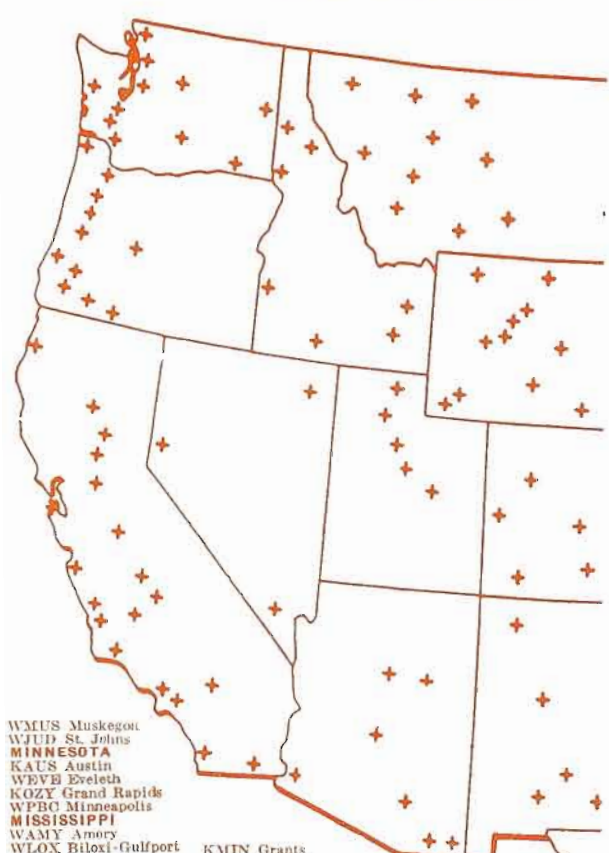 WMUS Muskegon
WJUD St. Johns
MINNESOTA
KAUS Austin
WEVE Eveleth
KOZY Grand Rapids
WPBC Minneapolis
MISSISSIPPI
WAMY Amory
WLOX Biloxi-Gulfport
KMIN Grants